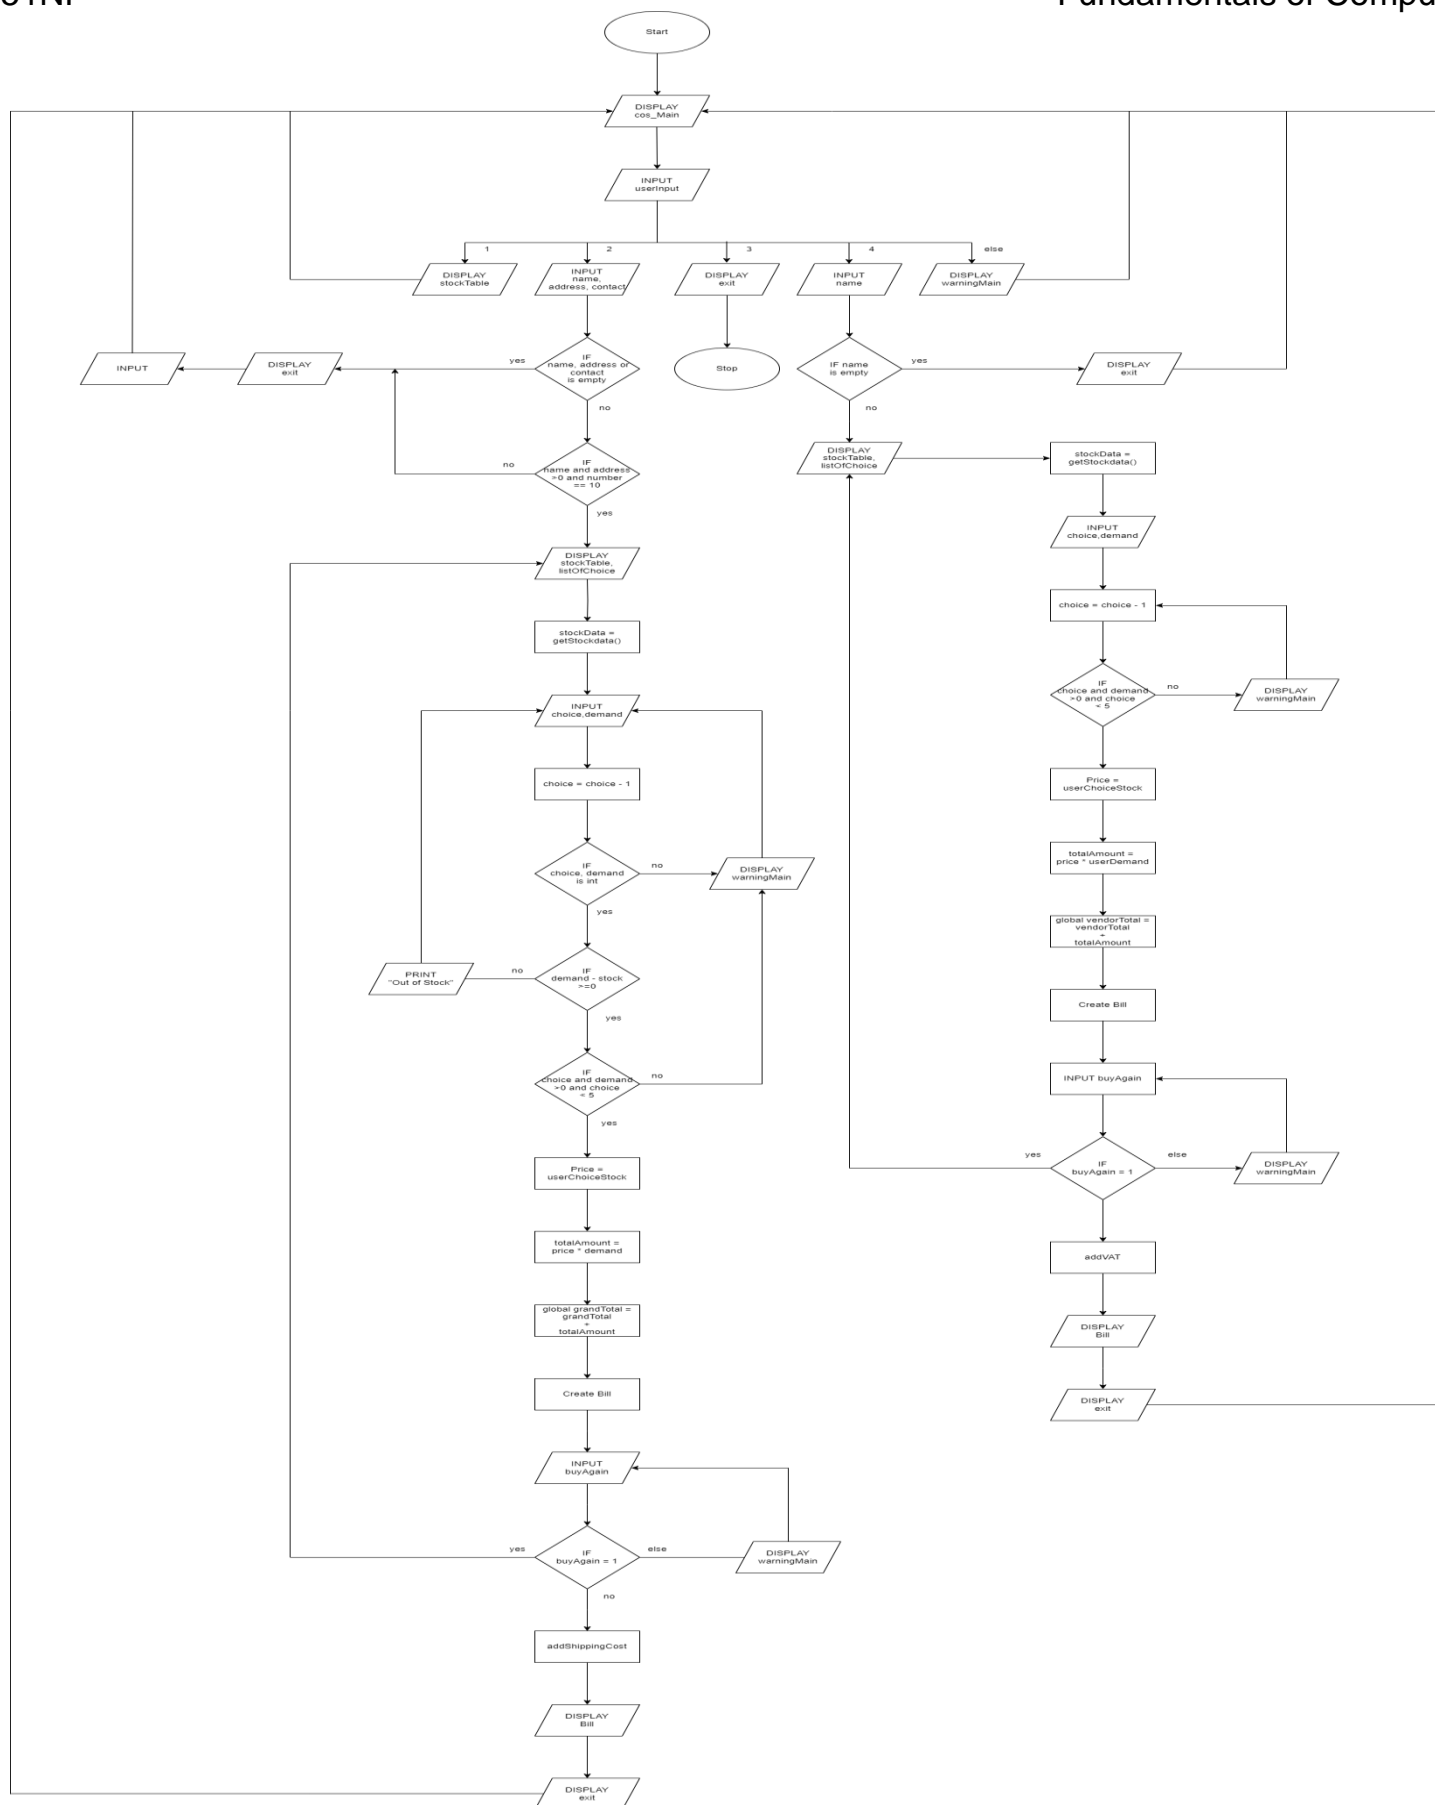 Start
DISPLAY
cos_Main
INPUT
userInput
1
2
3
4
else
DISPLAY
stockTable
INPUT
name,
address, contact
DISPLAY
exit
INPUT
name
DISPLAY
warningMain
INPUT
DISPLAY
exit
yes
IF
name, address or
contact
is empty
no
Stop
IF name
is empty
yes
no
DISPLAY
exit
no
IF
name and address
>0 and number
== 10
yes
DISPLAY
stockTable,
listOfChoice
stockData =
getStockdata()
INPUT
choice,demand
choice = choice - 1
IF
choice, demand
is int
no
yes
DISPLAY
warningMain
PRINT
"Out of Stock"
no
IF
demand - stock
>=0
yes
IF
choice and demand
>0 and choice
< 5
no
yes
Price =
userChoiceStock
totalAmount =
price * demand
global grandTotal =
grandTotal
+
totalAmount
Create Bill
INPUT
buyAgain
yes
IF
buyAgain = 1
else
no
DISPLAY
warningMain
addShippingCost
DISPLAY
Bill
DISPLAY
exit
DISPLAY
stockTable,
listOfChoice
stockData =
getStockdata()
INPUT
choice,demand
choice = choice - 1
IF
choice and demand
>0 and choice
< 5
no
DISPLAY
warningMain
Price =
userChoiceStock
totalAmount =
price * userDemand
global vendorTotal =
vendorTotal
+
totalAmount
Create Bill
INPUT buyAgain
yes
IF
buyAgain = 1
else
DISPLAY
warningMain
addVAT
DISPLAY
Bill
DISPLAY
exit